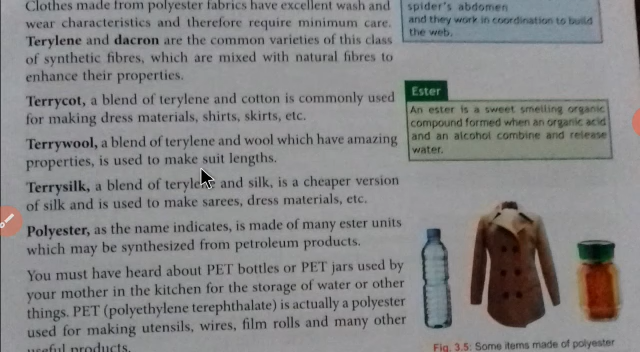 Clothes made from polyester fabrics have excellent wash and
wear characteristics and therefore require minimum care.
Terylene and dacron are the common varieties of this class
of synthetic fibres, which are mixed with natural fibres to
enhance their properties.
Terrycot, a blend of terylene and cotton is commonly used
for making dress materials, shirts, skirts, etc.
Terrywool, a blend of terylene and wool which have amazing
properties, is used to make suit lengths.
Terrysilk, a blend of terylene and silk, is a cheaper version
of silk and is used to make sarees, dress materials, etc.
Polyester, as the name indicates, is made of many ester units
which may be synthesized from petroleum products.
You must have heard about PET bottles or PET jars used by
your mother in the kitchen for the storage of water or other
things. PET (polyethylene terephthalate) is actually a polyester
used for making utensils, wires, film rolls and many other
useful products.
spider's abdomen
and they work in coordination to build
the web.
Ester
An ester is a sweet smelling organic
compound formed when an organic acid
and an alcohol combine and release
water.
Fig. 3.5: Some items made of polyester